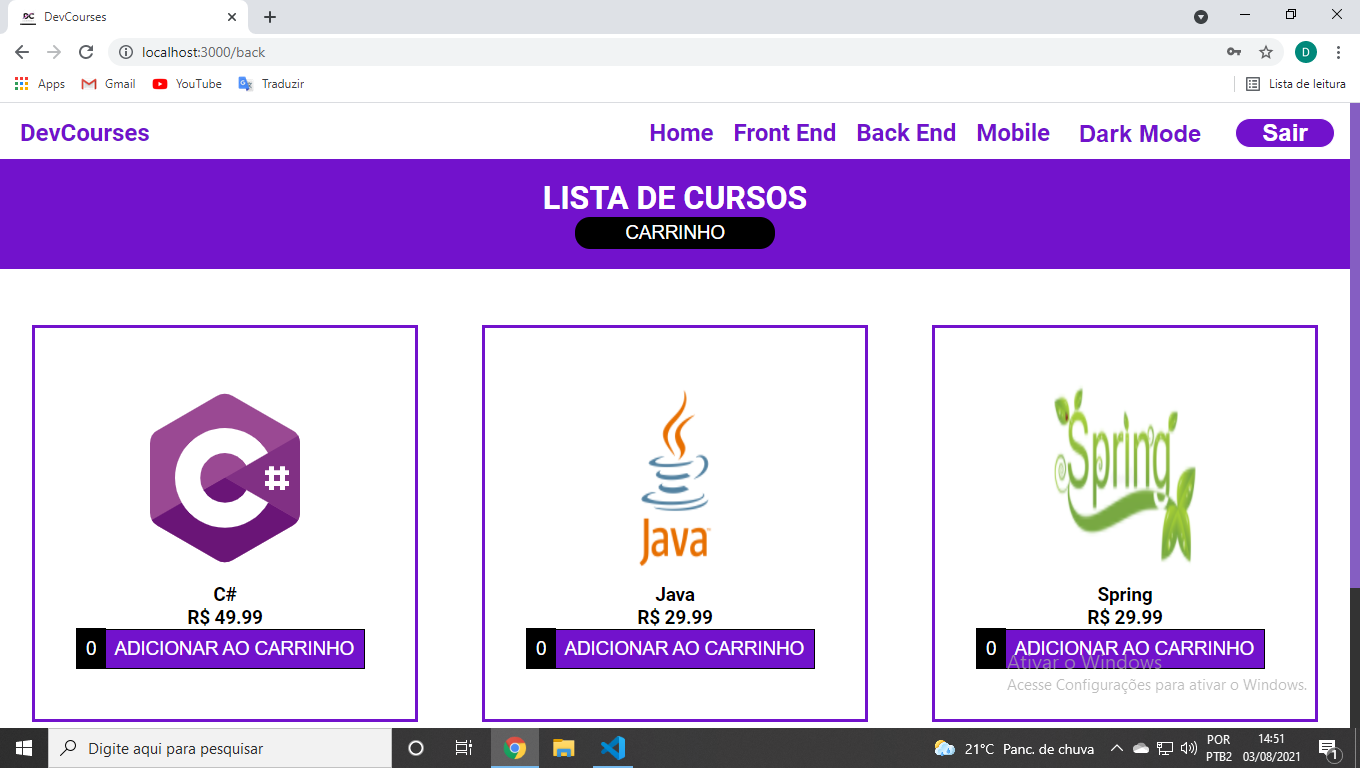 DC DevCourses
localhost:3000/back
D
Apps Gmail YouTube Traduzir Lista de leitura
DevCourses Home Front End Back End Mobile Dark Mode Sair
LISTA DE CURSOS
CARRINHO
C #
Java
Spring
C# Java Spring
R$ 49.99 R$ 29.99 R$ 29.99
0 ADICIONAR AO CARRINHO 0 ADICIONAR AO CARRINHO 0 ADICIONAR AO CARRINHO
Ativar o Windows
Acesse Configurações para ativar o Windows.
Digite aqui para pesquisar 21°C Panc. de chuva POR 14:51
PTB2 03/08/2021 1